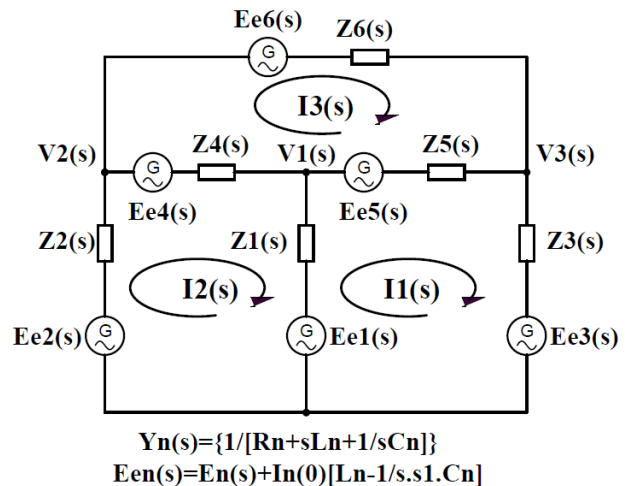 Ee6(s)
Z6(s)
G
I3(s)
V2(s)
Z4(s)
V1(s)
Z5(s)
V3(s)
G
G
Ee4(s)
Ee5(s)
Z2(s)
Z1(s)
Z3(s)
I2(s)
I1(s)
Ee2(s)
G
G
Ee1(s)
G
Ee3(s)
Yn(s)={1/[Rn+sLn+1/sCn]}
Een(s)=En(s)+In(0)[Ln-1/s.s1.Cn]